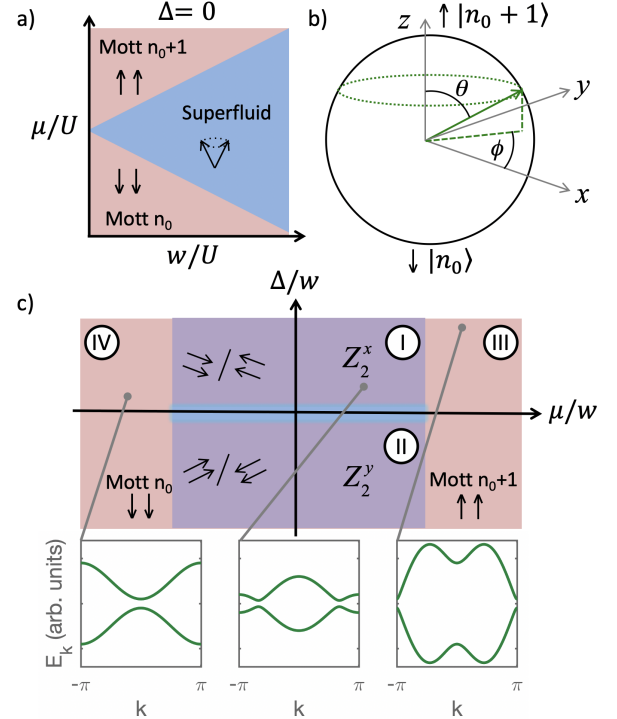 a)
Δ= 0
Mott n₀+1
μ/U
Superfluid
Mott n₀
w/U
b)
z
↑ |n₀ + 1⟩
θ
y
ϕ
x
↓ |n₀⟩
c)
Δ/w
IV
I
III
Z₂ˣ
μ/w
II
Z₂ʸ
Mott n₀
Mott n₀+1
Eₖ (arb. units)
-π π -π π -π π
k k k